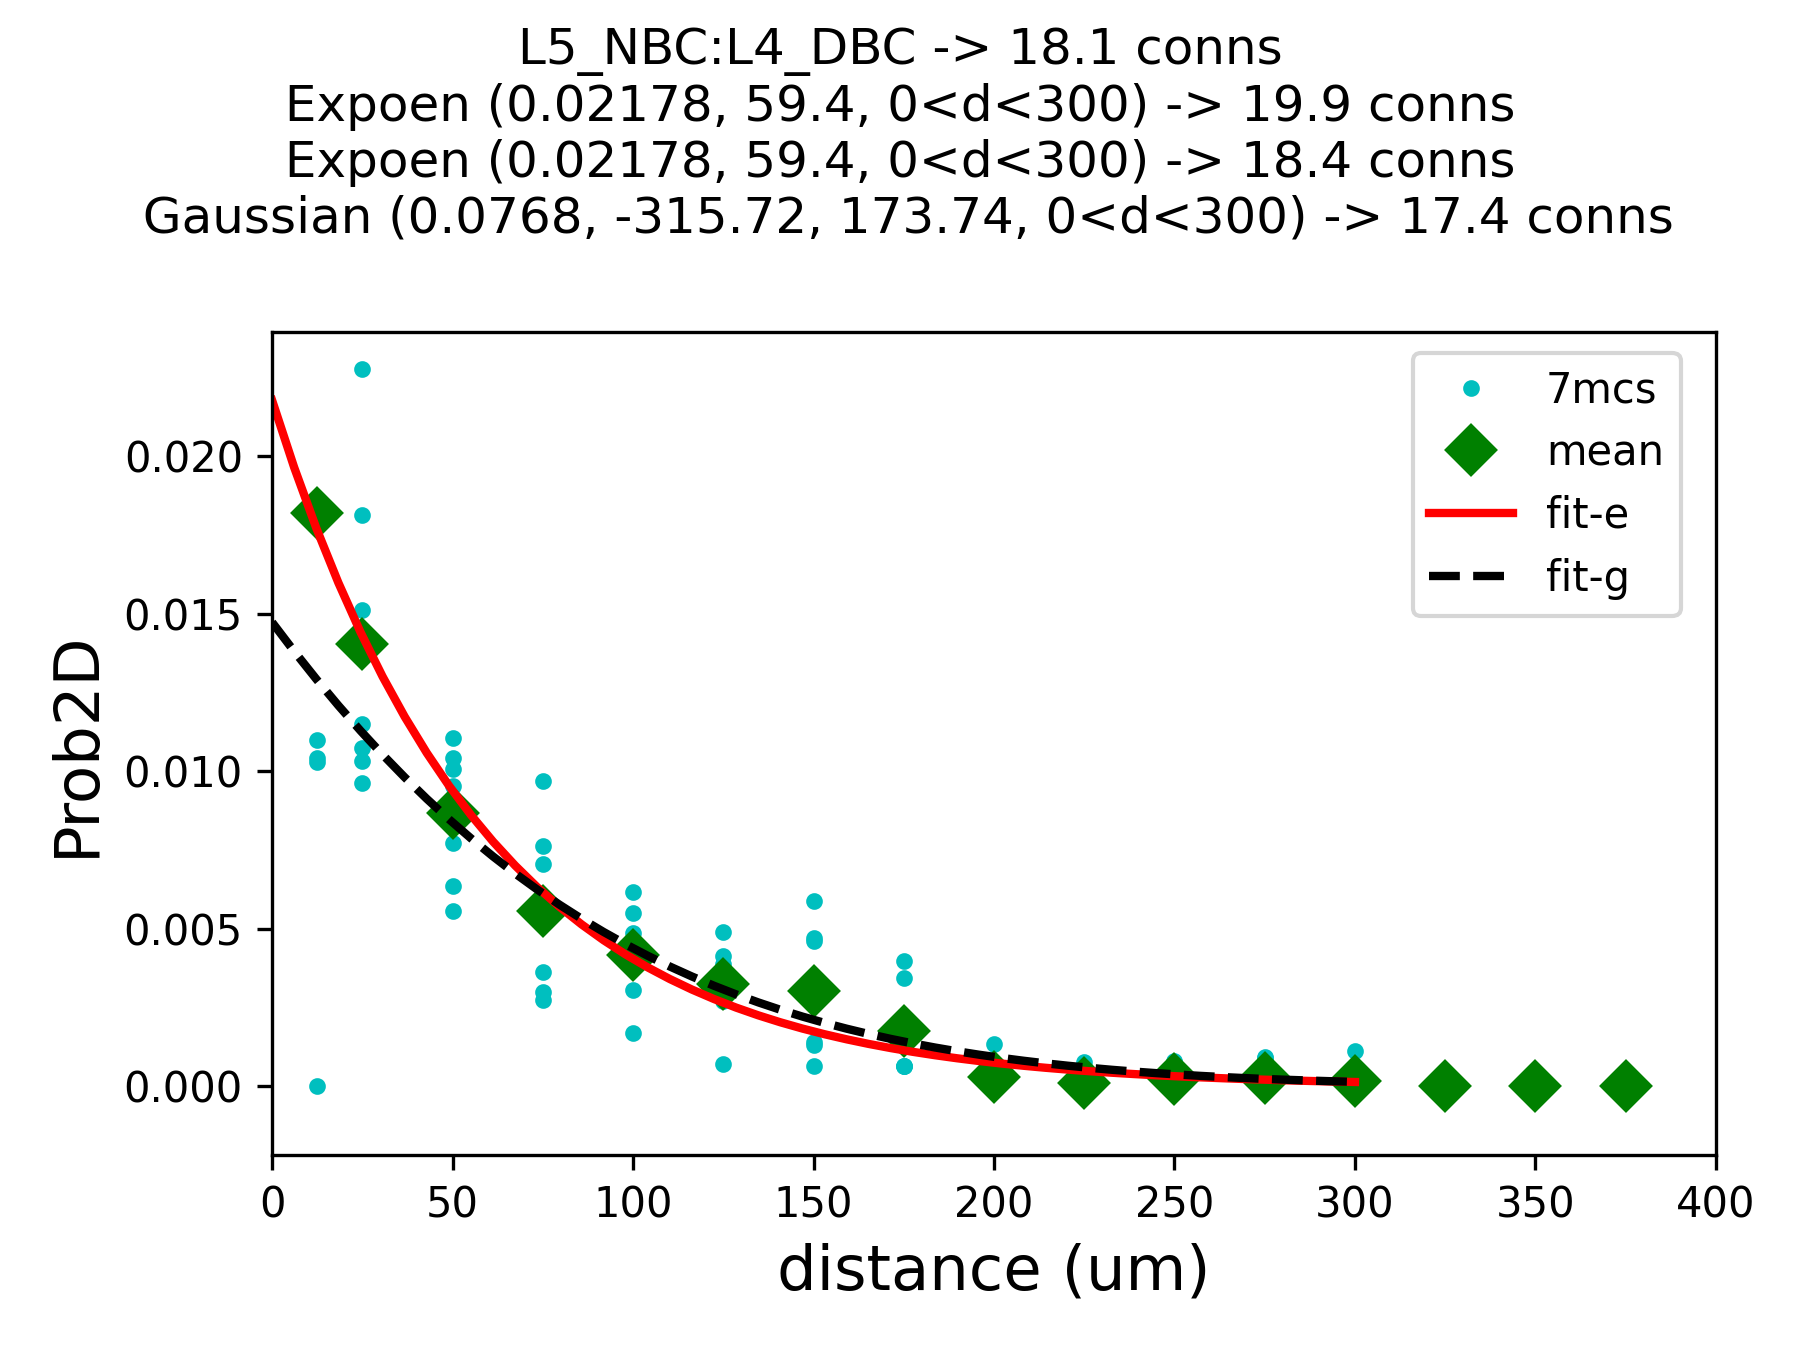 L5_NBC:L4_DBC -> 18.1 conns
Expoen (0.02178, 59.4, 0<d<300) -> 19.9 conns
Expoen (0.02178, 59.4, 0<d<300) -> 18.4 conns
Gaussian (0.0768, -315.72, 173.74, 0<d<300) -> 17.4 conns
7mcs
mean
fit-e
fit-g
Prob2D
0.020
0.015
0.010
0.005
0.000
0 50 100 150 200 250 300 350 400
distance (um)